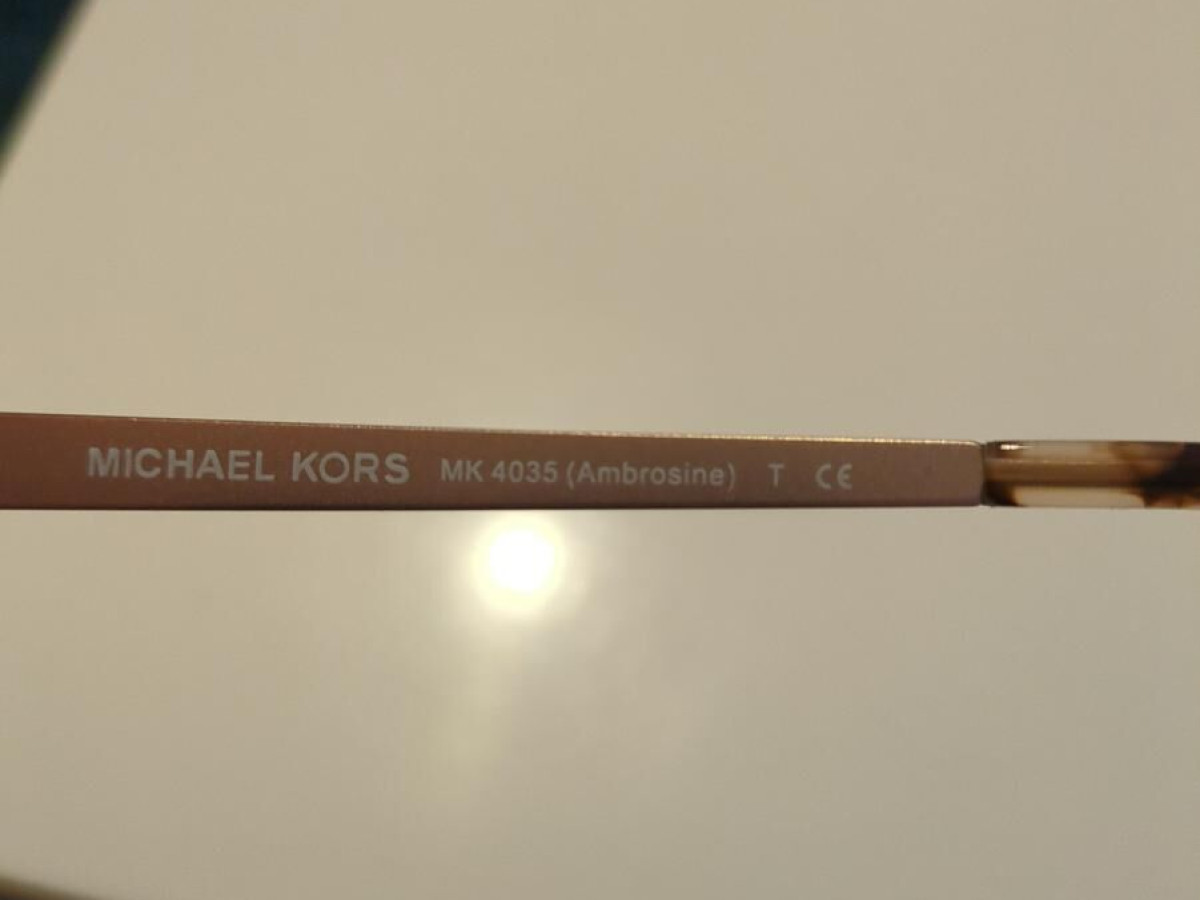 MICHAEL KORS MK 4035 (Ambrosine) T CE